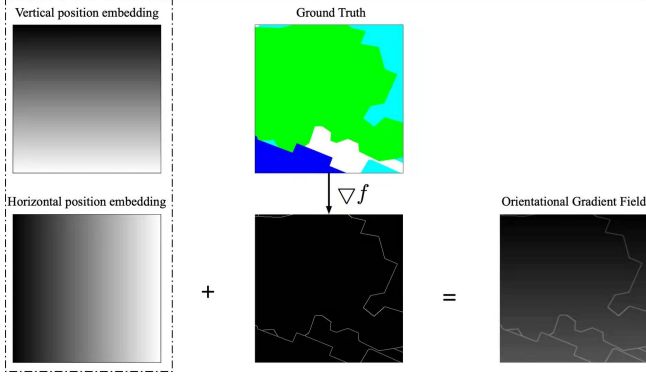 Vertical position embedding
Ground Truth
▽f
Horizontal position embedding
Orientational Gradient Field
+
=